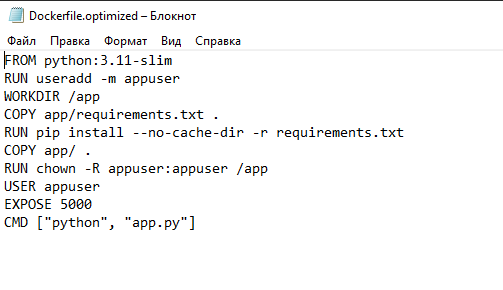 Dockerfile.optimized – Блокнот
Файл Правка Формат Вид Справка
FROM python:3.11-slim
RUN useradd -m appuser
WORKDIR /app
COPY app/requirements.txt .
RUN pip install --no-cache-dir -r requirements.txt
COPY app/ .
RUN chown -R appuser:appuser /app
USER appuser
EXPOSE 5000
CMD ["python", "app.py"]